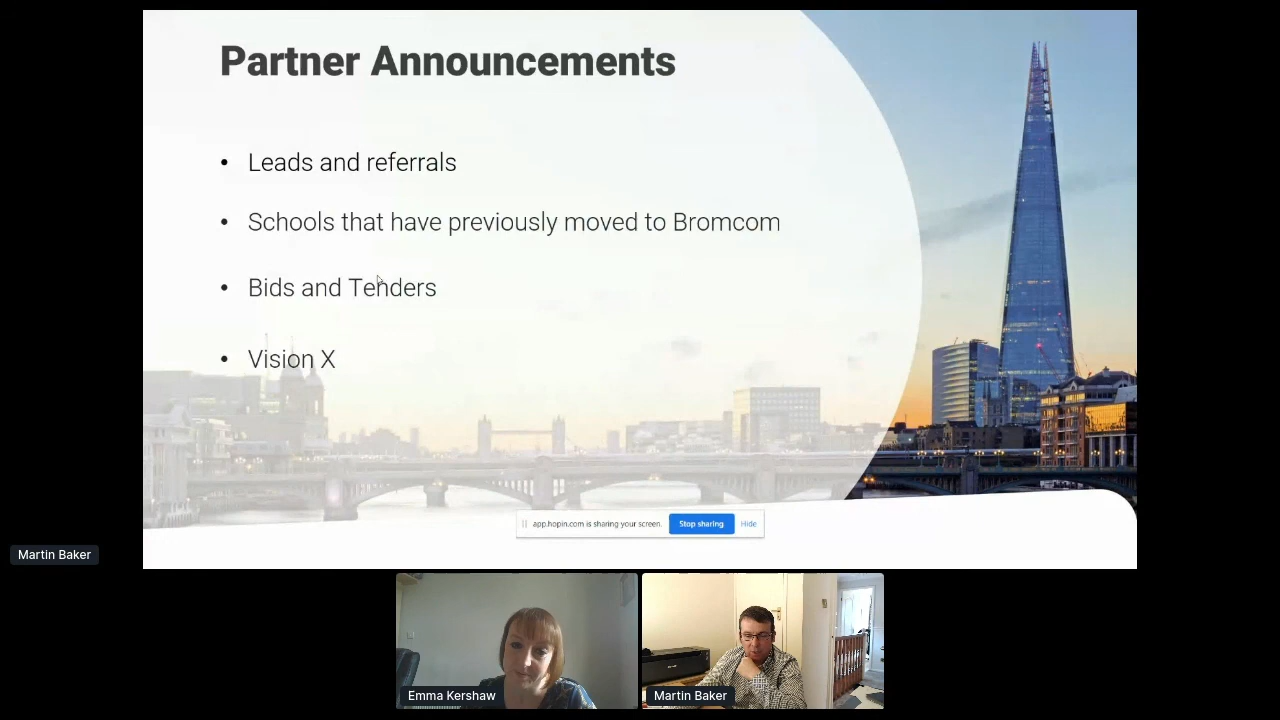 Partner Announcements
• Leads and referrals
• Schools that have previously moved to Bromcom
• Bids and Tenders
• Vision X
app.hopin.com is sharing your screen. Stop sharing Hide
Martin Baker
Emma Kershaw
Martin Baker